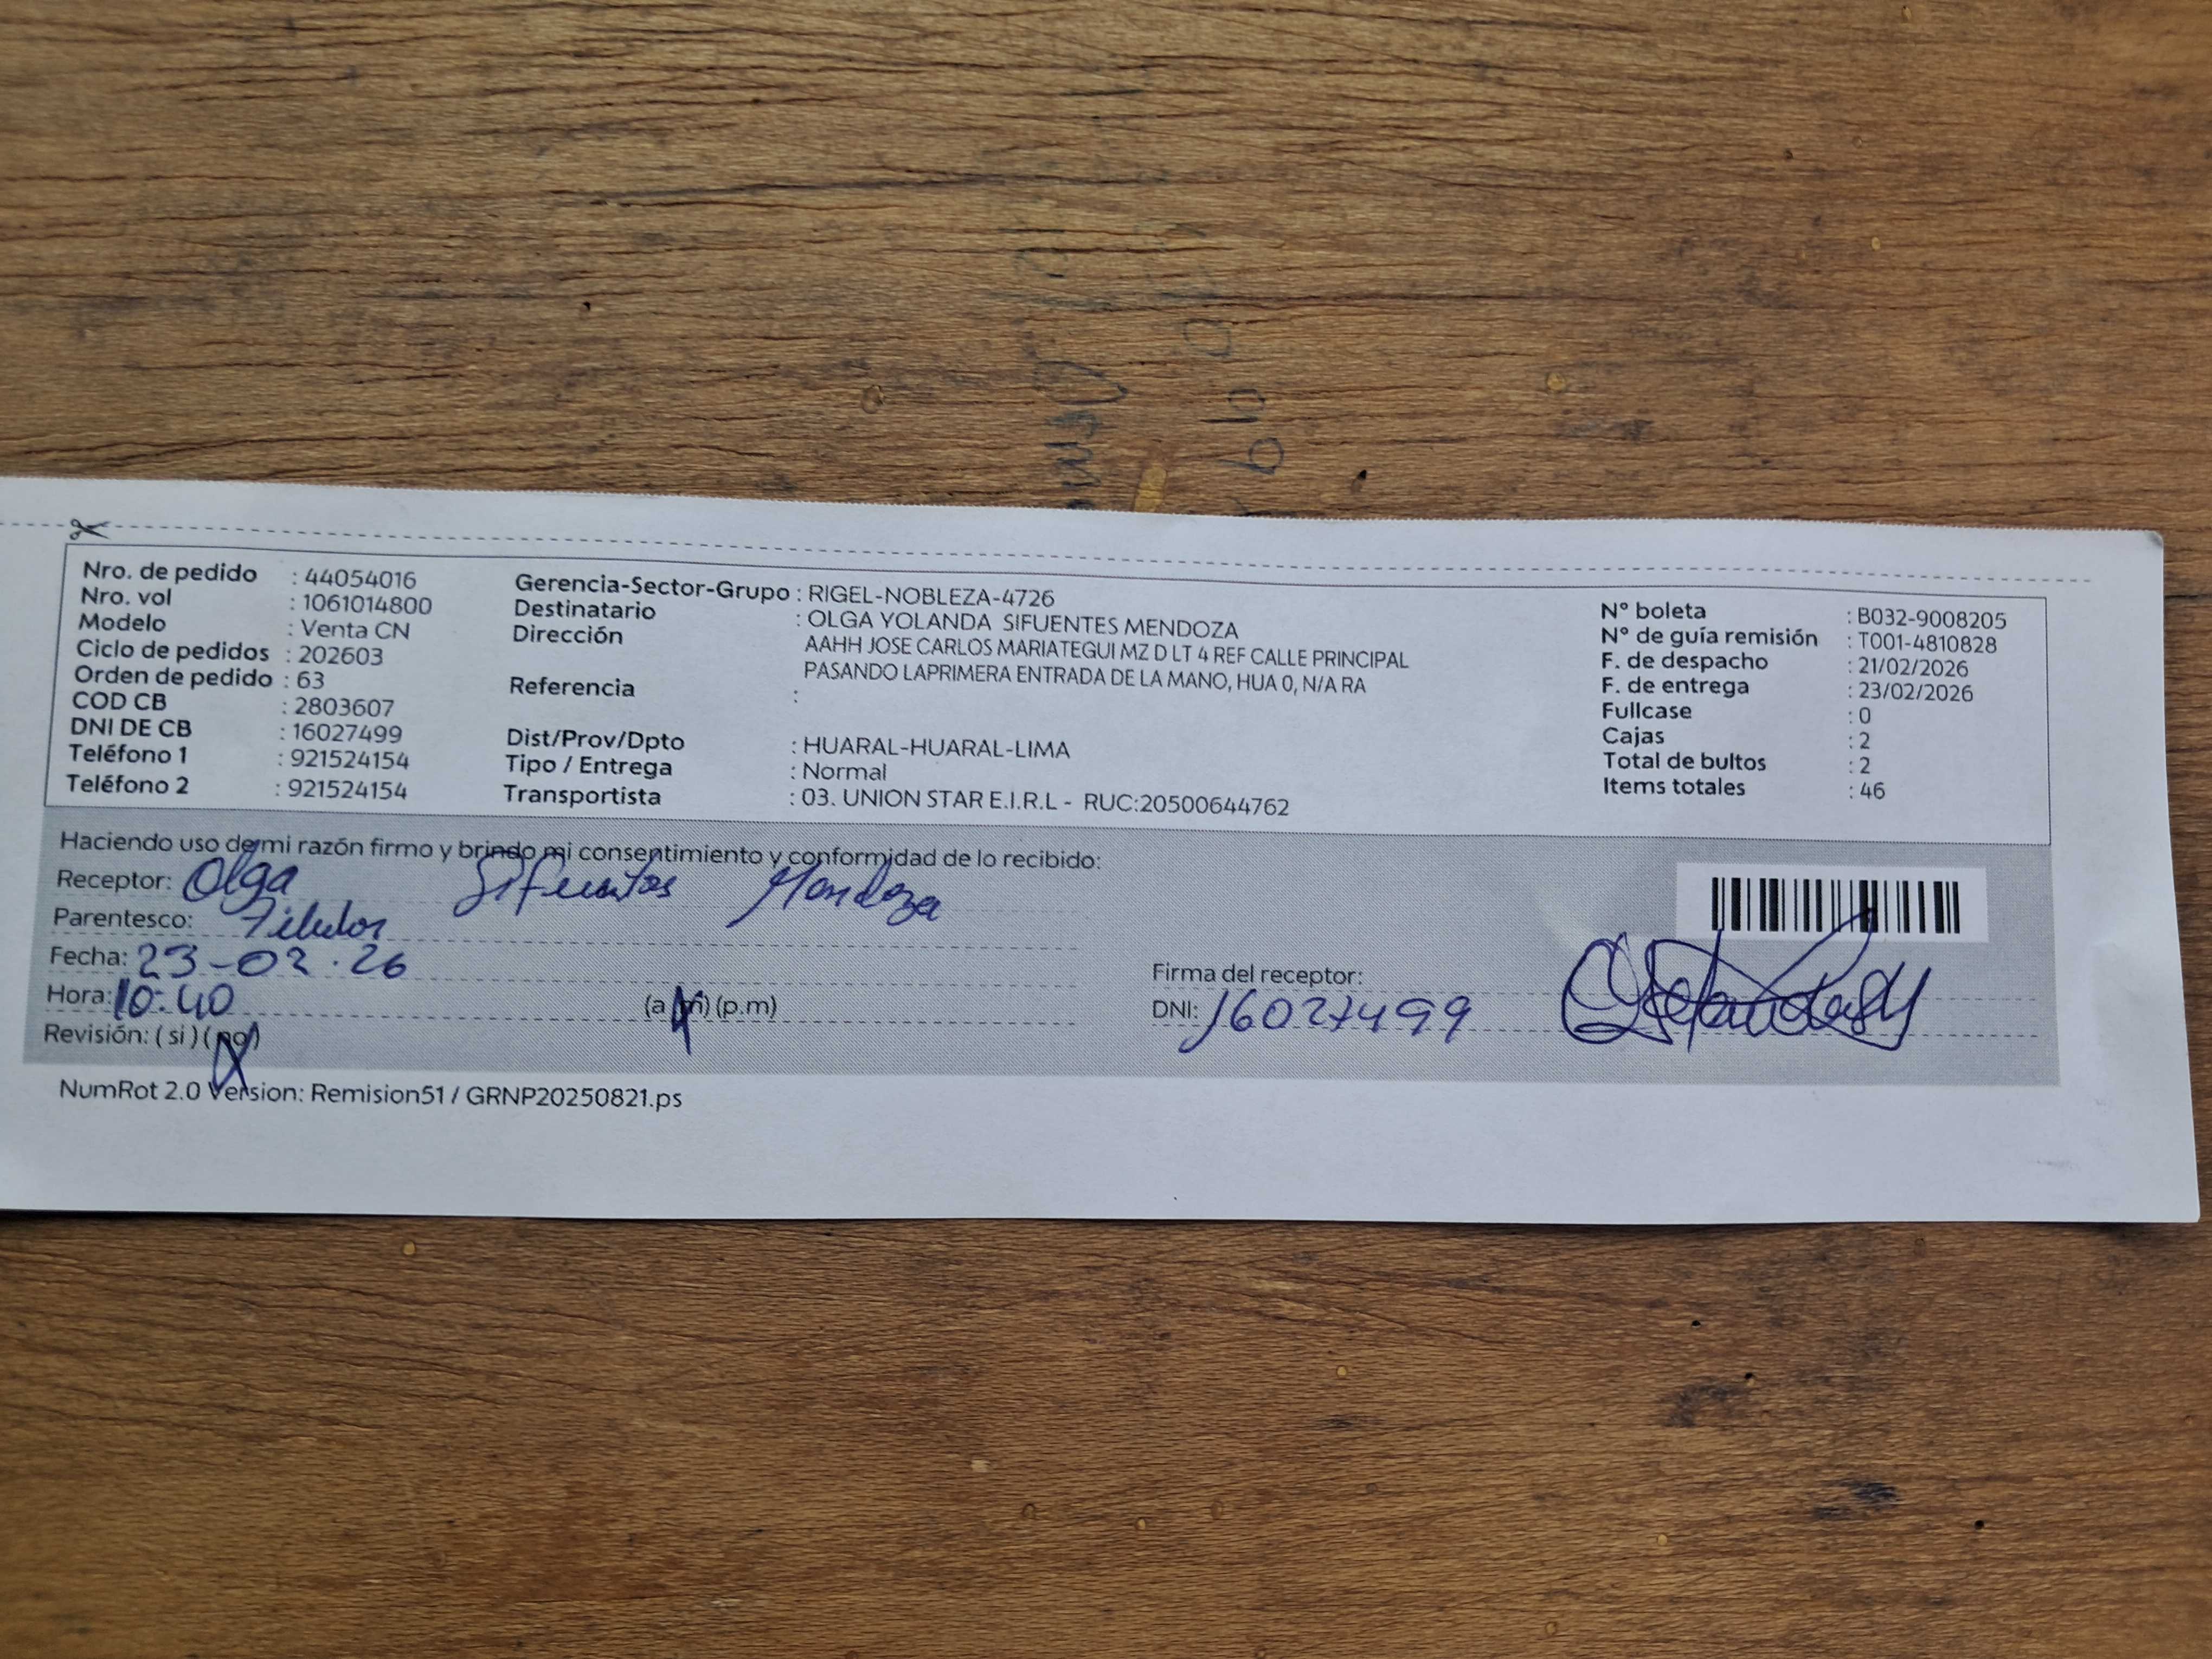 Nro. de pedido : 44054016
Nro. vol : 1061014800
Modelo : Venta CN
Ciclo de pedidos : 202603
Orden de pedido : 63
COD CB : 2803607
DNI DE CB : 16027499
Teléfono 1 : 921524154
Teléfono 2 : 921524154
Gerencia-Sector-Grupo : RIGEL-NOBLEZA-4726
Destinatario : OLGA YOLANDA SIFUENTES MENDOZA
Dirección AAHH JOSE CARLOS MARIATEGUI MZ D LT 4 REF CALLE PRINCIPAL
PASANDO LAPRIMERA ENTRADA DE LA MANO, HUA 0, N/A RA
Referencia :
Dist/Prov/Dpto : HUARAL-HUARAL-LIMA
Tipo / Entrega : Normal
Transportista : 03. UNION STAR E.I.R.L - RUC:20500644762
N° boleta : B032-9008205
N° de guía remisión : T001-4810828
F. de despacho : 21/02/2026
F. de entrega : 23/02/2026
Fullcase : 0
Cajas : 2
Total de bultos : 2
Items totales : 46
Haciendo uso de mi razón firmo y brindo mi consentimiento y conformidad de lo recibido:
Receptor: Olga Sifuentes Mendoza
Parentesco: Titular
Fecha: 23-02-26
Hora: 10:40 (a.m) (p.m)
Revisión: (si) (no)
Firma del receptor:
DNI: 16027499
NumRot 2.0 Version: Remision51 / GRNP20250821.ps